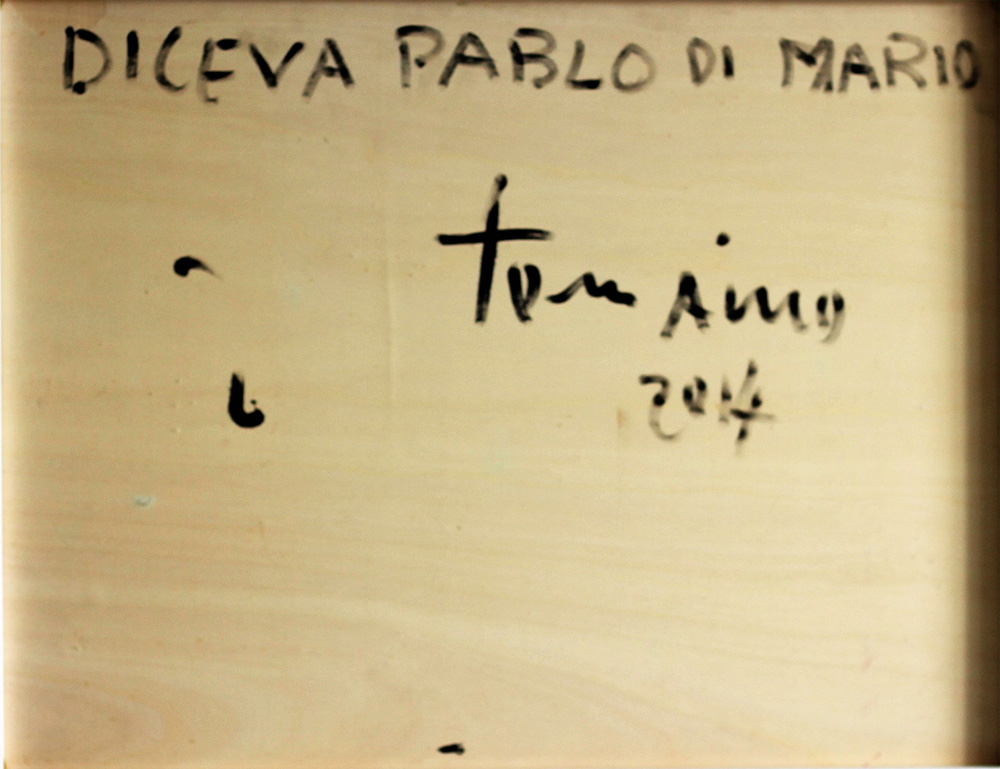 DICEVA PABLO DI MARIO
2014